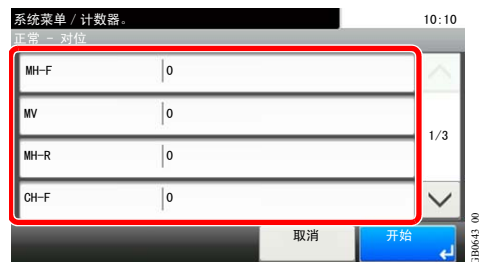 系统菜单 / 计数器。 10:10
正常 - 对位
MH-F 0
MV 0
1/3
MH-R 0
CH-F 0
取消 开始
GB0643_00